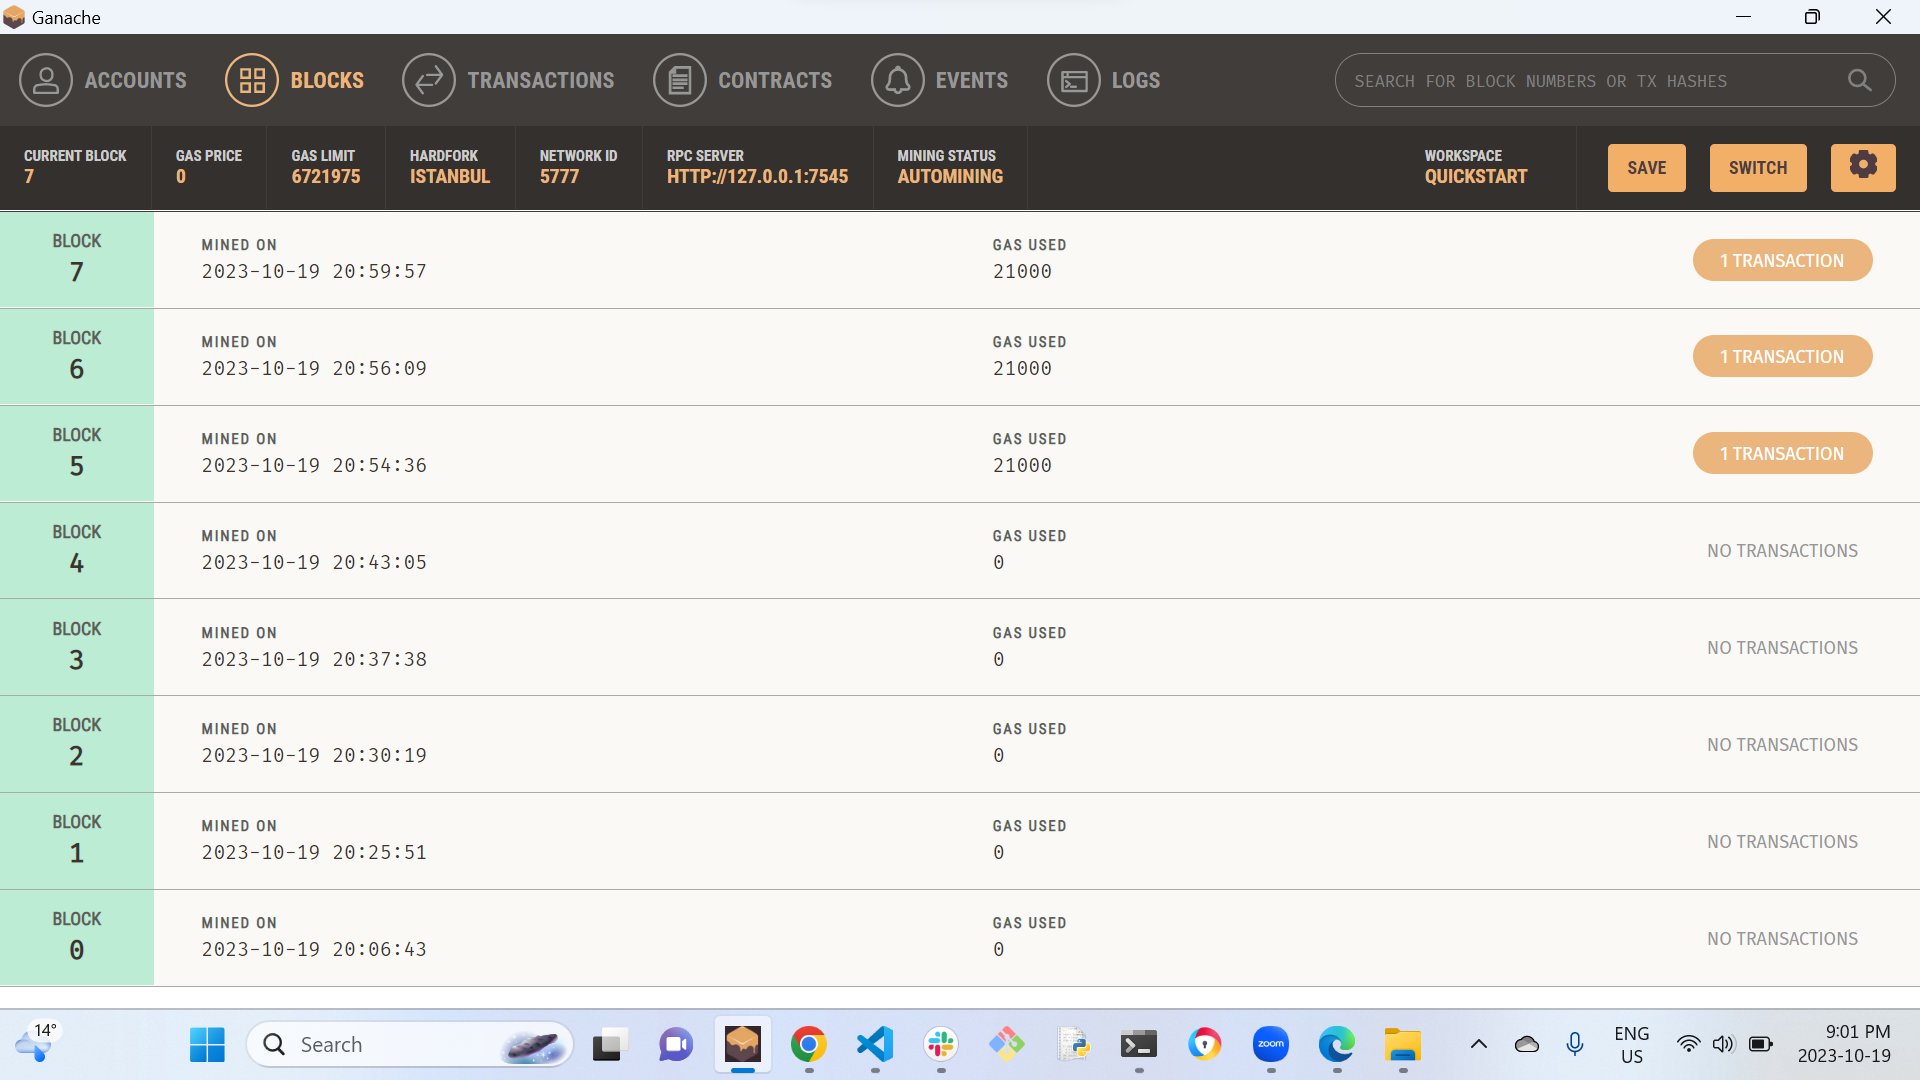 Ganache
ACCOUNTS BLOCKS TRANSACTIONS CONTRACTS EVENTS LOGS SEARCH FOR BLOCK NUMBERS OR TX HASHES
CURRENT BLOCK GAS PRICE GAS LIMIT HARDFORK NETWORK ID RPC SERVER MINING STATUS WORKSPACE
7 0 6721975 ISTANBUL 5777 HTTP://127.0.0.1:7545 AUTOMINING QUICKSTART SAVE SWITCH
BLOCK MINED ON GAS USED
7 2023-10-19 20:59:57 21000 1 TRANSACTION
BLOCK MINED ON GAS USED
6 2023-10-19 20:56:09 21000 1 TRANSACTION
BLOCK MINED ON GAS USED
5 2023-10-19 20:54:36 21000 1 TRANSACTION
BLOCK MINED ON GAS USED
4 2023-10-19 20:43:05 0 NO TRANSACTIONS
BLOCK MINED ON GAS USED
3 2023-10-19 20:37:38 0 NO TRANSACTIONS
BLOCK MINED ON GAS USED
2 2023-10-19 20:30:19 0 NO TRANSACTIONS
BLOCK MINED ON GAS USED
1 2023-10-19 20:25:51 0 NO TRANSACTIONS
BLOCK MINED ON GAS USED
0 2023-10-19 20:06:43 0 NO TRANSACTIONS
14° Search zoom ENG 9:01 PM
US 2023-10-19